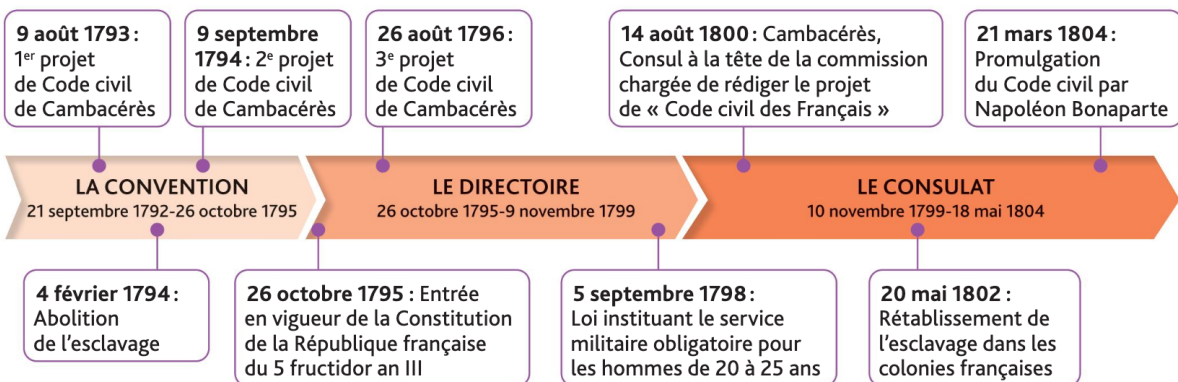 9 août 1793 :
1er projet
de Code civil
de Cambacérès
9 septembre
1794 : 2e projet
de Code civil
de Cambacérès
26 août 1796 :
3e projet
de Code civil
de Cambacérès
14 août 1800 : Cambacérès,
Consul à la tête de la commission
chargée de rédiger le projet
de « Code civil des Français »
21 mars 1804 :
Promulgation
du Code civil par
Napoléon Bonaparte
LA CONVENTION
21 septembre 1792-26 octobre 1795
LE DIRECTOIRE
26 octobre 1795-9 novembre 1799
LE CONSULAT
10 novembre 1799-18 mai 1804
4 février 1794 :
Abolition
de l’esclavage
26 octobre 1795 : Entrée
en vigueur de la Constitution
de la République française
du 5 fructidor an III
5 septembre 1798 :
Loi instituant le service
militaire obligatoire pour
les hommes de 20 à 25 ans
20 mai 1802 :
Rétablissement de
l’esclavage dans les
colonies françaises